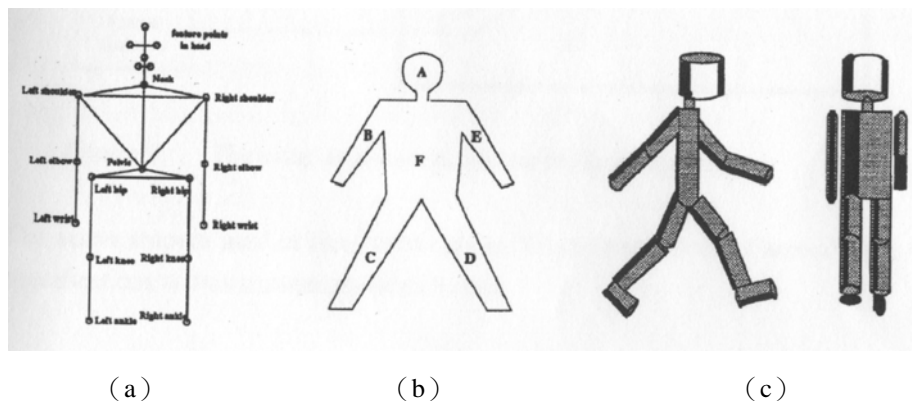 feature points
in head
Neck
Left shoulder
Right shoulder
Left elbow
Pelvis
Right elbow
Left hip
Right hip
Left wrist
Right wrist
Left knee
Right knee
Left ankle
Right ankle
A
B
E
F
C
D
(a)
(b)
(c)